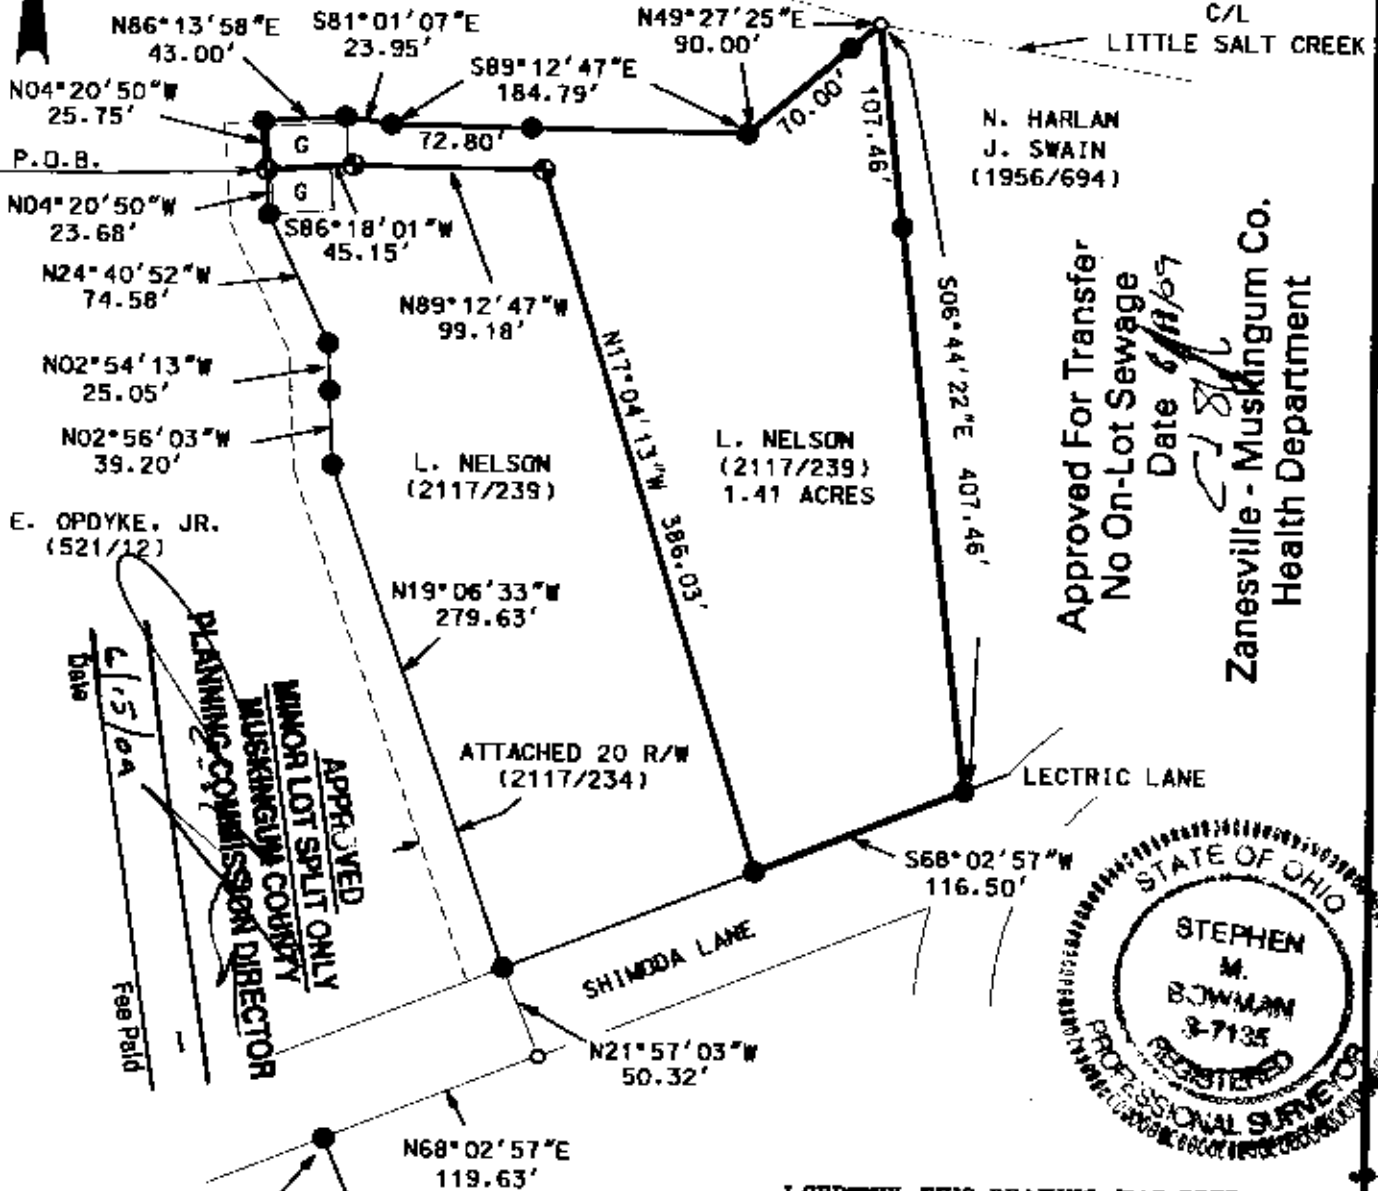 N86°13'58"E
43.00'
S81°01'07"E
23.95'
N49°27'25"E
90.00'
C/L
LITTLE SALT CREEK
N04°20'50"W
25.75'
S89°12'47"E
184.79'
70.00'
107.46'
N. HARLAN
J. SWAIN
(1956/694)
G
72.80'
P.O.B.
G
N04°20'50"W
23.68'
S86°18'01"W
45.15'
N24°40'52"W
74.58'
N89°12'47"W
99.18'
N02°54'13"W
25.05'
N02°56'03"W
39.20'
N17°04'13"W 386.03'
S06°44'22"E 407.46'
L. NELSON
(2117/239)
L. NELSON
(2117/239)
1.41 ACRES
E. OPDYKE, JR.
(521/12)
N19°06'33"W
279.63'
ATTACHED 20 R/W
(2117/234)
LECTRIC LANE
S68°02'57"W
116.50'
SHIMODA LANE
N21°57'03"W
50.32'
N68°02'57"E
119.63'
Approved For Transfer
No On-Lot Sewage
Date
Zanesville - Muskingum Co.
Health Department
APPROVED
MINOR LOT SPLIT ONLY
MUSKINGUM COUNTY
PLANNING COMMISSION DIRECTOR
Date
Fee Paid
STATE OF OHIO
STEPHEN
M.
BOWMAN
S-7135
REGISTERED
PROFESSIONAL SURVEYOR